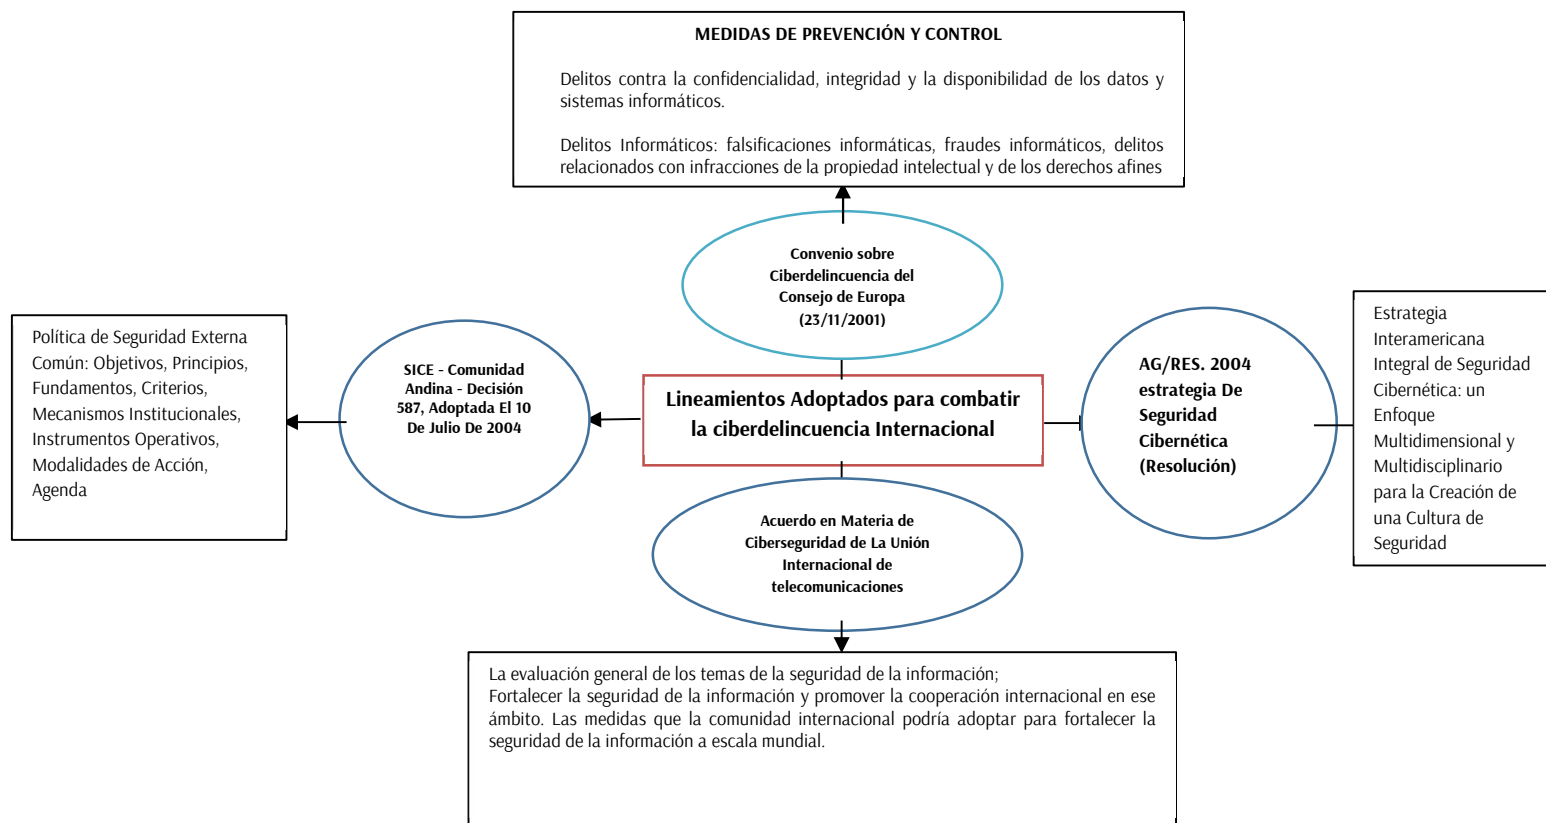 MEDIDAS DE PREVENCIÓN Y CONTROL
Delitos contra la confidencialidad, integridad y la disponibilidad de los datos y
sistemas informáticos.
Delitos Informáticos: falsificaciones informáticas, fraudes informáticos, delitos
relacionados con infracciones de la propiedad intelectual y de los derechos afines
Convenio sobre
Ciberdelincuencia del
Consejo de Europa
(23/11/2001)
Política de Seguridad Externa
Común: Objetivos, Principios,
Fundamentos, Criterios,
Mecanismos Institucionales,
Instrumentos Operativos,
Modalidades de Acción,
Agenda
SICE - Comunidad
Andina - Decisión
587, Adoptada El 10
De Julio De 2004
Lineamientos Adoptados para combatir
la ciberdelincuencia Internacional
AG/RES. 2004
estrategia De
Seguridad
Cibernética
(Resolución)
Estrategia
Interamericana
Integral de Seguridad
Cibernética: un
Enfoque
Multidimensional y
Multidisciplinario
para la Creación de
una Cultura de
Seguridad
Acuerdo en Materia de
Ciberseguridad de La Unión
Internacional de
telecomunicaciones
La evaluación general de los temas de la seguridad de la información;
Fortalecer la seguridad de la información y promover la cooperación internacional en ese
ámbito. Las medidas que la comunidad internacional podría adoptar para fortalecer la
seguridad de la información a escala mundial.